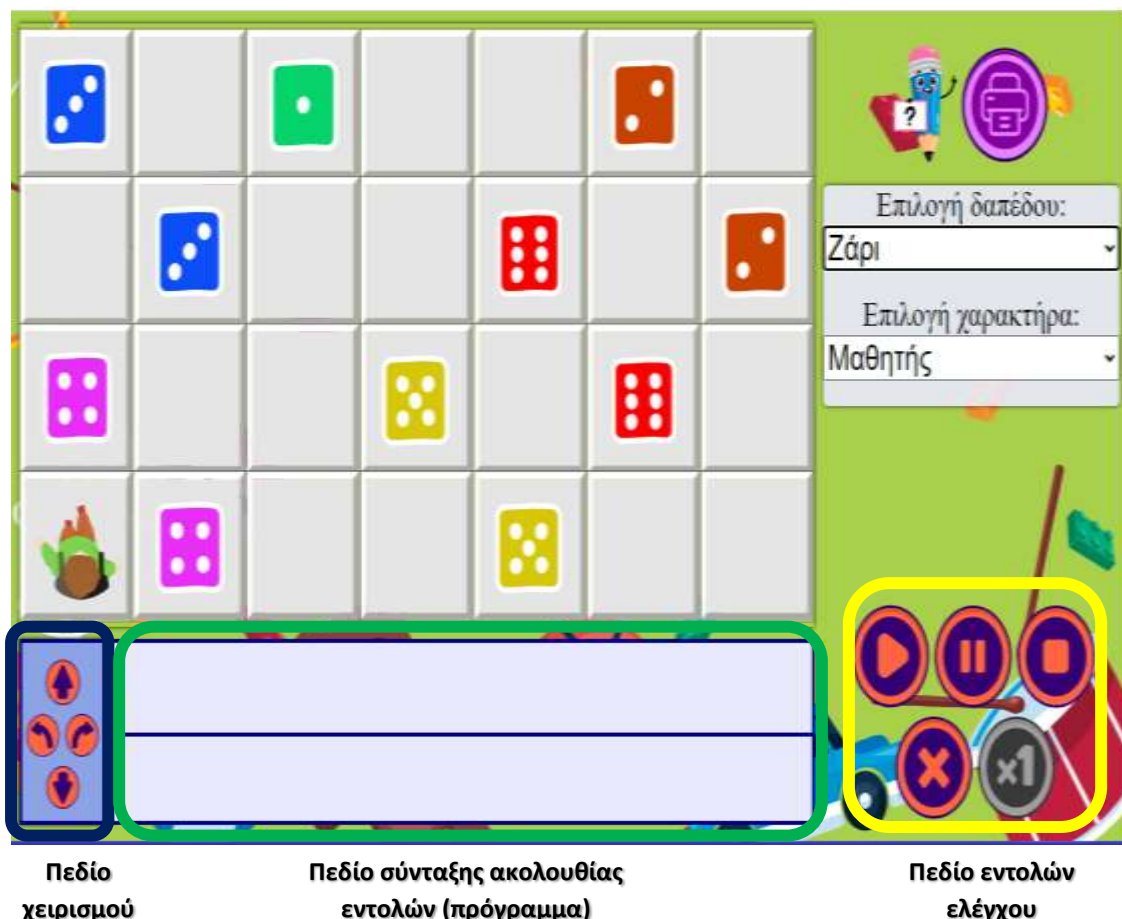 ?
Επιλογή δαπέδου:
Ζάρι
Επιλογή χαρακτήρα:
Μαθητής
x1
Πεδίο χειρισμού
Πεδίο σύνταξης ακολουθίας εντολών (πρόγραμμα)
Πεδίο εντολών ελέγχου